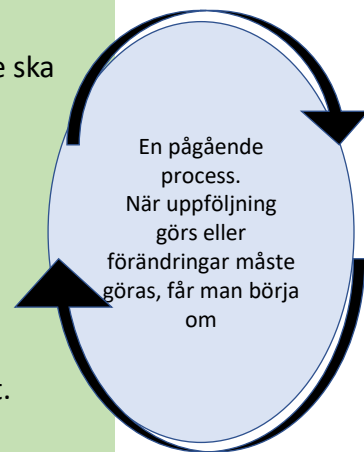 ska
En pågående
process.
När uppföljning
görs eller
förändringar måste
göras, får man börja
om